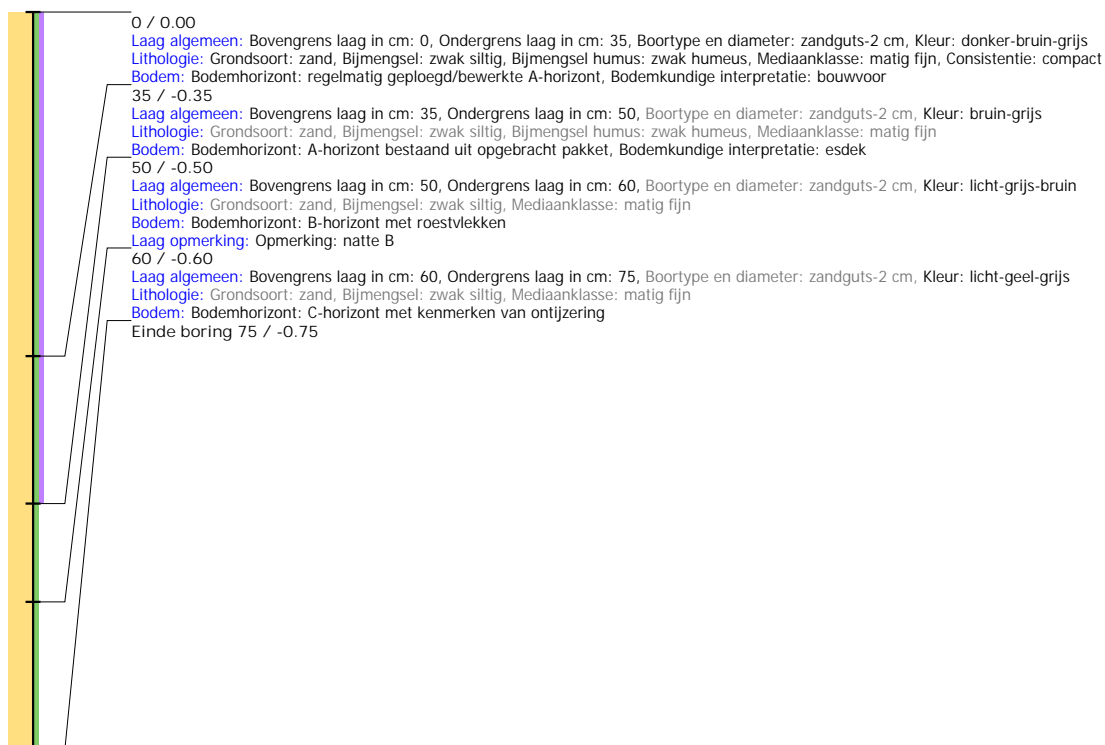 0 / 0.00
Laag algemeen: Bovengrens laag in cm: 0, Ondergrens laag in cm: 35, Boortype en diameter: zandguts-2 cm, Kleur: donker-bruin-grijs
Lithologie: Grondsoort: zand, Bijmengsel: zwak siltig, Bijmengsel humus: zwak humeus, Mediaanklasse: matig fijn, Consistentie: compact
Bodem: Bodemhorizont: regelmatig geploegd/bewerkte A-horizont, Bodemkundige interpretatie: bouwvoor
35 / -0.35
Laag algemeen: Bovengrens laag in cm: 35, Ondergrens laag in cm: 50, Boortype en diameter: zandguts-2 cm, Kleur: bruin-grijs
Lithologie: Grondsoort: zand, Bijmengsel: zwak siltig, Bijmengsel humus: zwak humeus, Mediaanklasse: matig fijn
Bodem: Bodemhorizont: A-horizont bestaand uit opgebracht pakket, Bodemkundige interpretatie: esdek
50 / -0.50
Laag algemeen: Bovengrens laag in cm: 50, Ondergrens laag in cm: 60, Boortype en diameter: zandguts-2 cm, Kleur: licht-grijs-bruin
Lithologie: Grondsoort: zand, Bijmengsel: zwak siltig, Mediaanklasse: matig fijn
Bodem: Bodemhorizont: B-horizont met roestvlekken
Laag opmerking: Opmerking: natte B
60 / -0.60
Laag algemeen: Bovengrens laag in cm: 60, Ondergrens laag in cm: 75, Boortype en diameter: zandguts-2 cm, Kleur: licht-geel-grijs
Lithologie: Grondsoort: zand, Bijmengsel: zwak siltig, Mediaanklasse: matig fijn
Bodem: Bodemhorizont: C-horizont met kenmerken van ontijzering
Einde boring 75 / -0.75